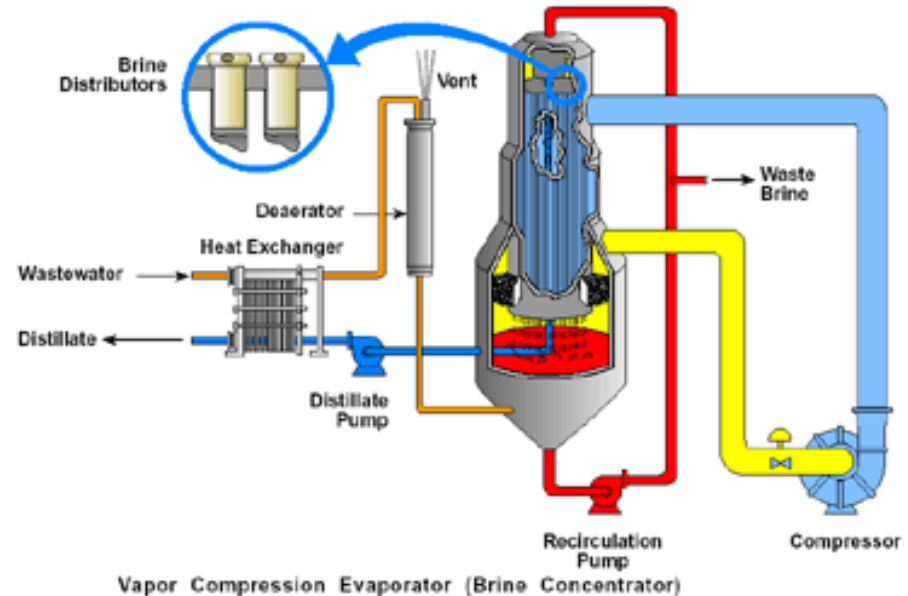 Brine
Distributors
Vent
Waste
Brine
Deaerator
Heat Exchanger
Wastewater
Distillate
Distillate
Pump
Recirculation
Pump
Compressor
Vapor Compression Evaporator (Brine Concentrator)